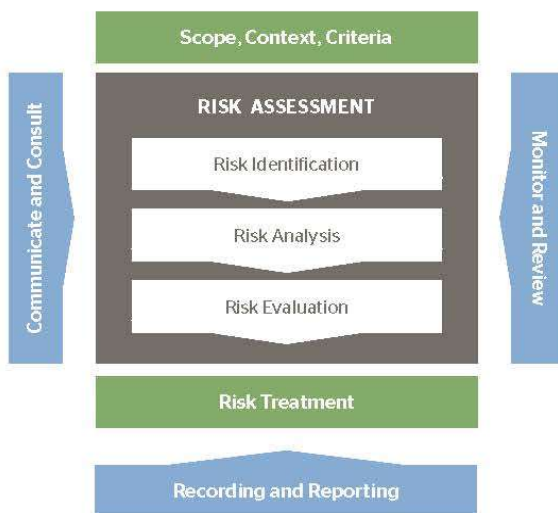 Scope, Context, Criteria
Communicate and Consult
RISK ASSESSMENT
Risk Identification
Risk Analysis
Risk Evaluation
Monitor and Review
Risk Treatment
Recording and Reporting